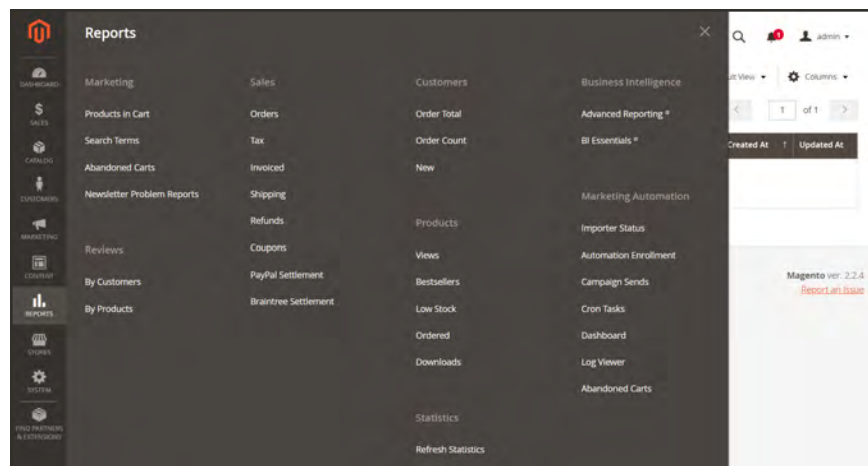 Reports
admin
DASHBOARD
SALES
CATALOG
CUSTOMERS
MARKETING
CONTENT
REPORTS
STORES
SYSTEM
FIND PARTNERS
& EXTENSIONS
Marketing
Products in Cart
Search Terms
Abandoned Carts
Newsletter Problem Reports
Reviews
By Customers
By Products
Sales
Orders
Tax
Invoiced
Shipping
Refunds
Coupons
PayPal Settlement
Braintree Settlement
Customers
Order Total
Order Count
New
Products
Views
Bestsellers
Low Stock
Ordered
Downloads
Statistics
Refresh Statistics
Business Intelligence
Advanced Reporting
BI Essentials
Marketing Automation
Importer Status
Automation Enrollment
Campaign Sends
Cron Tasks
Dashboard
Log Viewer
Abandoned Carts
1
View
Columns
1 of 1
Created At ↑ Updated At
Magento ver. 2.2.4
Report an Issue